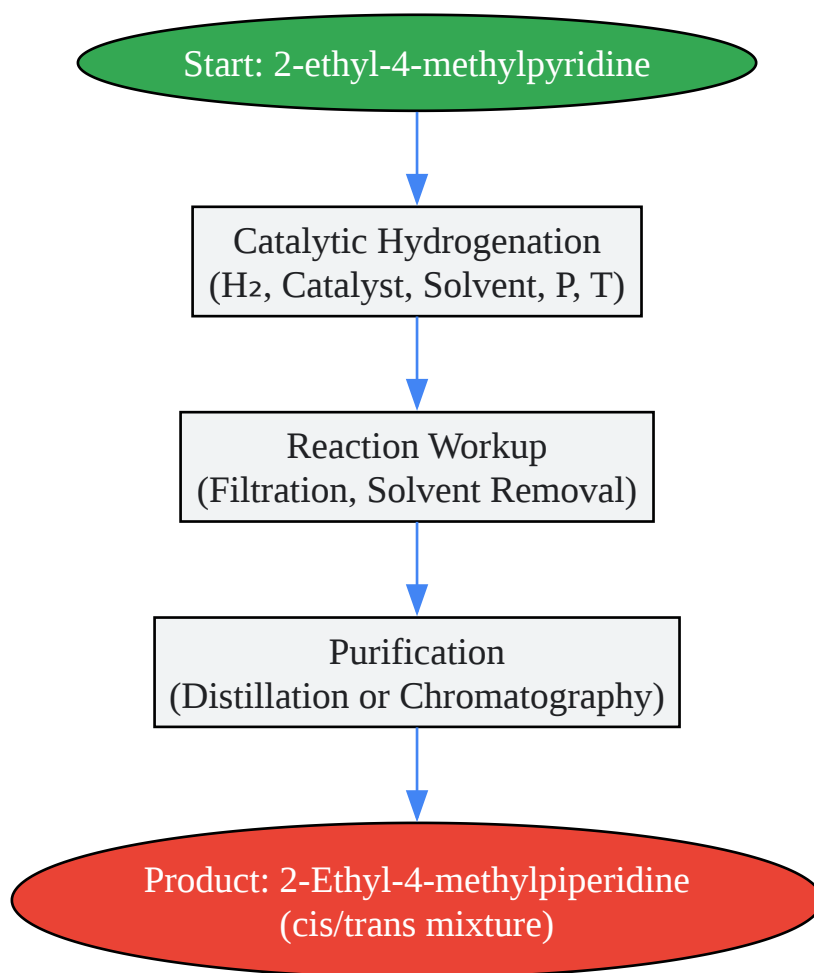 Start: 2-ethyl-4-methylpyridine
Catalytic Hydrogenation
(H₂, Catalyst, Solvent, P, T)
Reaction Workup
(Filtration, Solvent Removal)
Purification
(Distillation or Chromatography)
Product: 2-Ethyl-4-methylpiperidine
(cis/trans mixture)